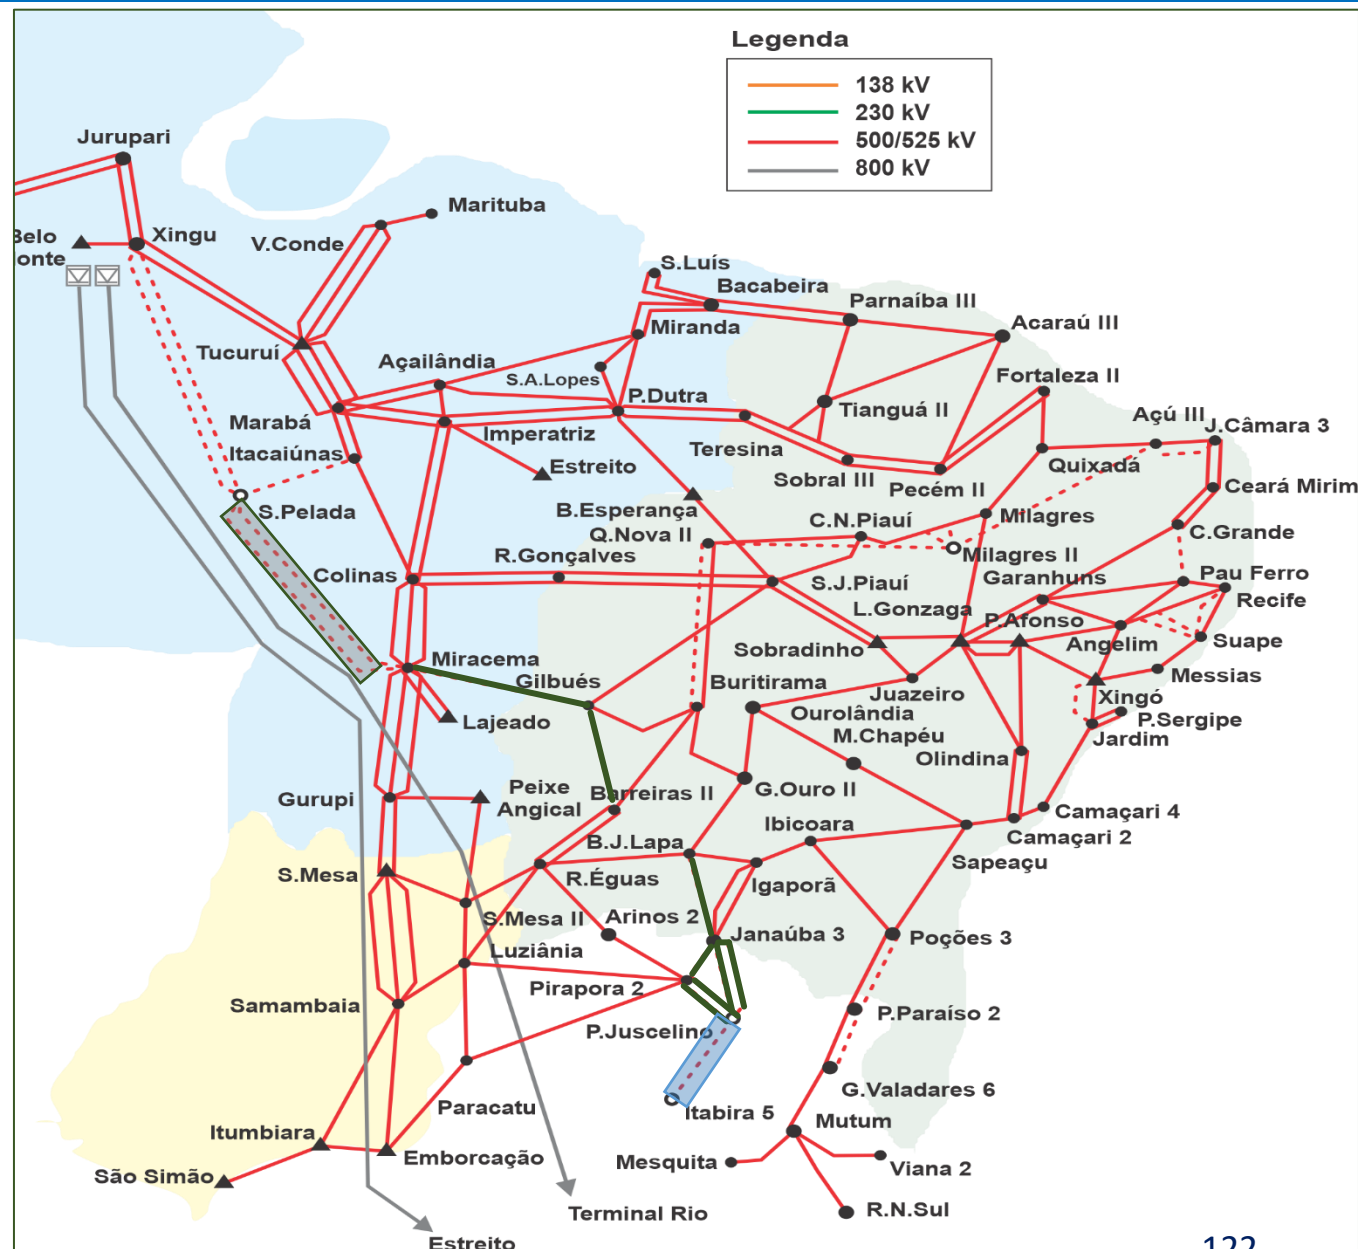 Legenda
138 kV
230 kV
500/525 kV
800 kV
Jurupari
Belo
onte
Xingu
V.Conde
Marituba
S.Luís
Bacabeira
Parnaíba III
Acaraú III
Miranda
Tucuruí
Açailândia
S.A.Lopes
P.Dutra
Fortaleza II
Tianguá II
Açú III
J.Câmara 3
Marabá
Imperatriz
Teresina
Itacaiúnas
Estreito
Sobral III
Pecém II
Quixadá
Ceará Mirim
S.Pelada
B.Esperança
C.N.Piauí
Milagres
Q.Nova II
C.Grande
R.Gonçalves
Milagres II
Colinas
S.J.Piauí
Garanhuns
Pau Ferro
Recife
L.Gonzaga
P.Afonso
Angelim
Suape
Sobradinho
Miracema
Gilbués
Buritirama
Juazeiro
Messias
Xingó
P.Sergipe
Jardim
Lajeado
Ourolândia
M.Chapéu
Olindina
Gurupi
Peixe
Angical
Barreiras II
G.Ouro II
Camaçari 4
Camaçari 2
Ibicoara
B.J.Lapa
Sapeaçu
S.Mesa
R.Éguas
Igaporã
S.Mesa II
Arinos 2
Janaúba 3
Poções 3
Luziânia
Pirapora 2
Samambaia
P.Juscelino
P.Paraíso 2
G.Valadares 6
Paracatu
Itabira 5
Mutum
Itumbiara
Emborcação
Mesquita
Viana 2
São Simão
Terminal Rio
R.N.Sul
Estreito
122